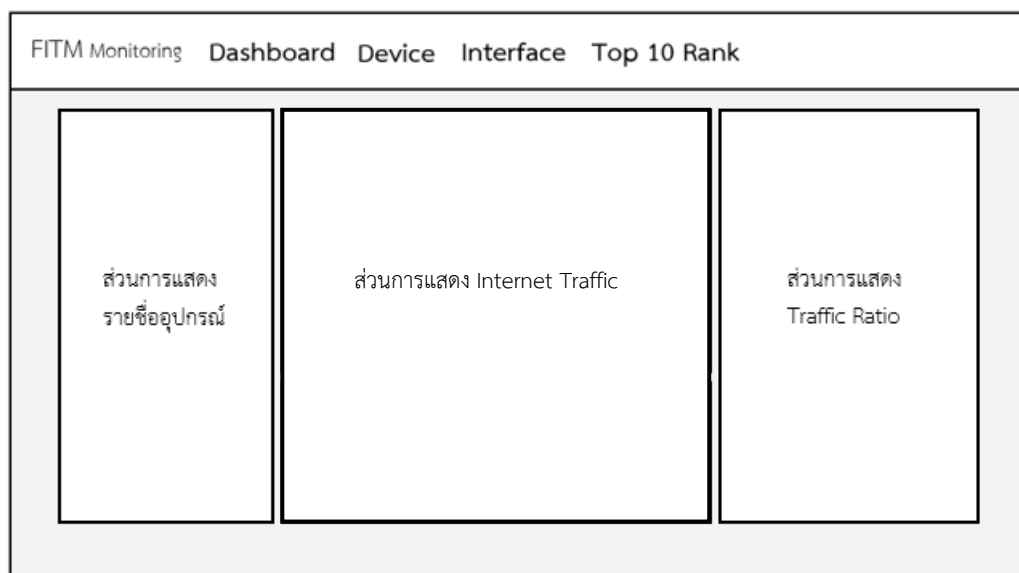 FITM Monitoring Dashboard Device Interface Top 10 Rank
ส่วนการแสดง
รายชื่ออุปกรณ์
ส่วนการแสดง Internet Traffic
ส่วนการแสดง
Traffic Ratio